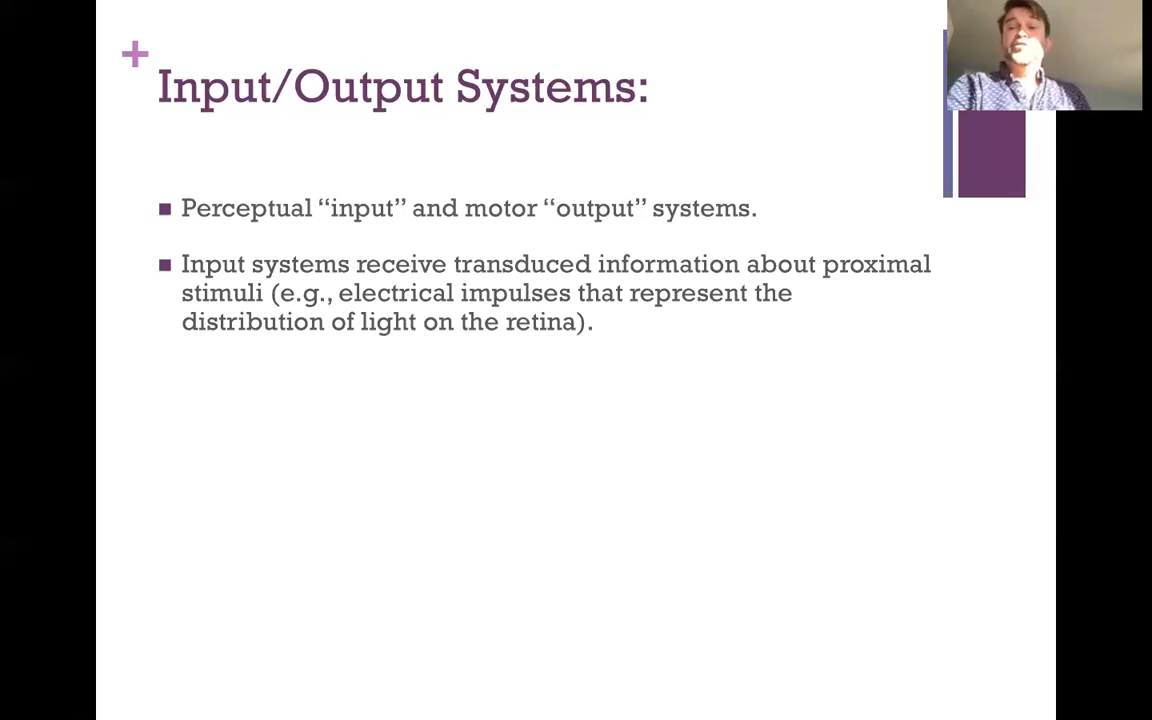 +
Input/Output Systems:
■ Perceptual “input” and motor “output” systems.
■ Input systems receive transduced information about proximal
stimuli (e.g., electrical impulses that represent the
distribution of light on the retina).